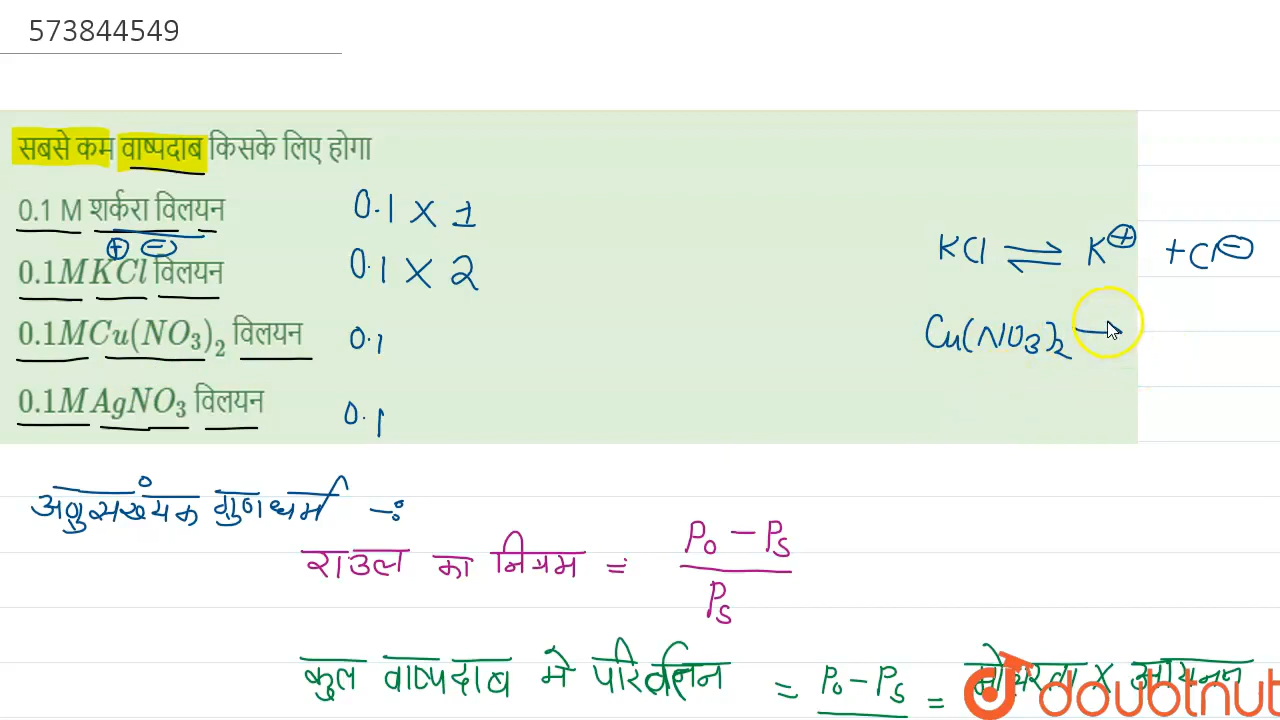 573844549
सबसे कम वाष्पदाब किसके लिए होगा
0.1 M शर्करा विलयन 0.1 × 1
⊕ ⊖
0.1MKCl विलयन 0.1 × 2
KCl ⇌ K⊕ + Cl⊖
0.1MCu(NO₃)₂ विलयन 0.1
Cu(NO₃)₂ →
0.1MAgNO₃ विलयन 0.1
अणुसंख्यक गुणधर्म -:
राउल का नियम = P₀ - Pₛ / Pₛ
कुल वाष्पदाब मे परिवर्तन = P₀ - Pₛ = मोलरता × आयनन
doubtnut